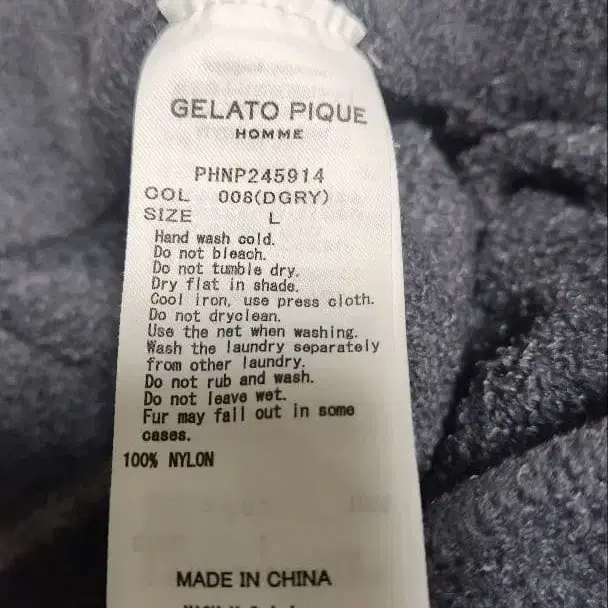 GELATO PIQUE
HOMME
PHNP245914
COL 008(DGRY)
SIZE L
Hand wash cold.
Do not bleach.
Do not tumble dry.
Dry flat in shade.
Cool iron, use press cloth.
Do not dryclean.
Use the net when washing.
Wash the laundry separately
from other laundry.
Do not rub and wash.
Do not leave wet.
Fur may fall out in some
cases.
100% NYLON
MADE IN CHINA